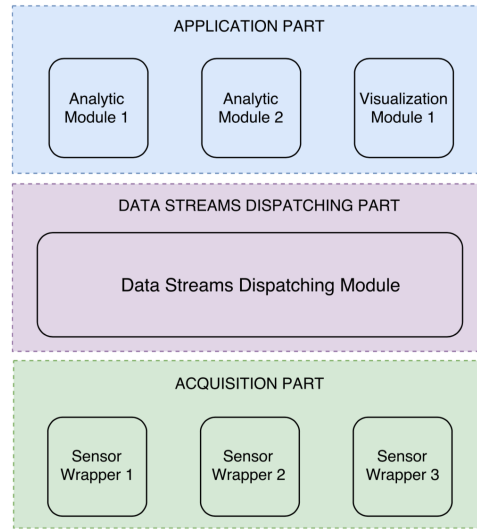 APPLICATION PART
Analytic
Module 1
Analytic
Module 2
Visualization
Module 1
DATA STREAMS DISPATCHING PART
Data Streams Dispatching Module
ACQUISITION PART
Sensor
Wrapper 1
Sensor
Wrapper 2
Sensor
Wrapper 3